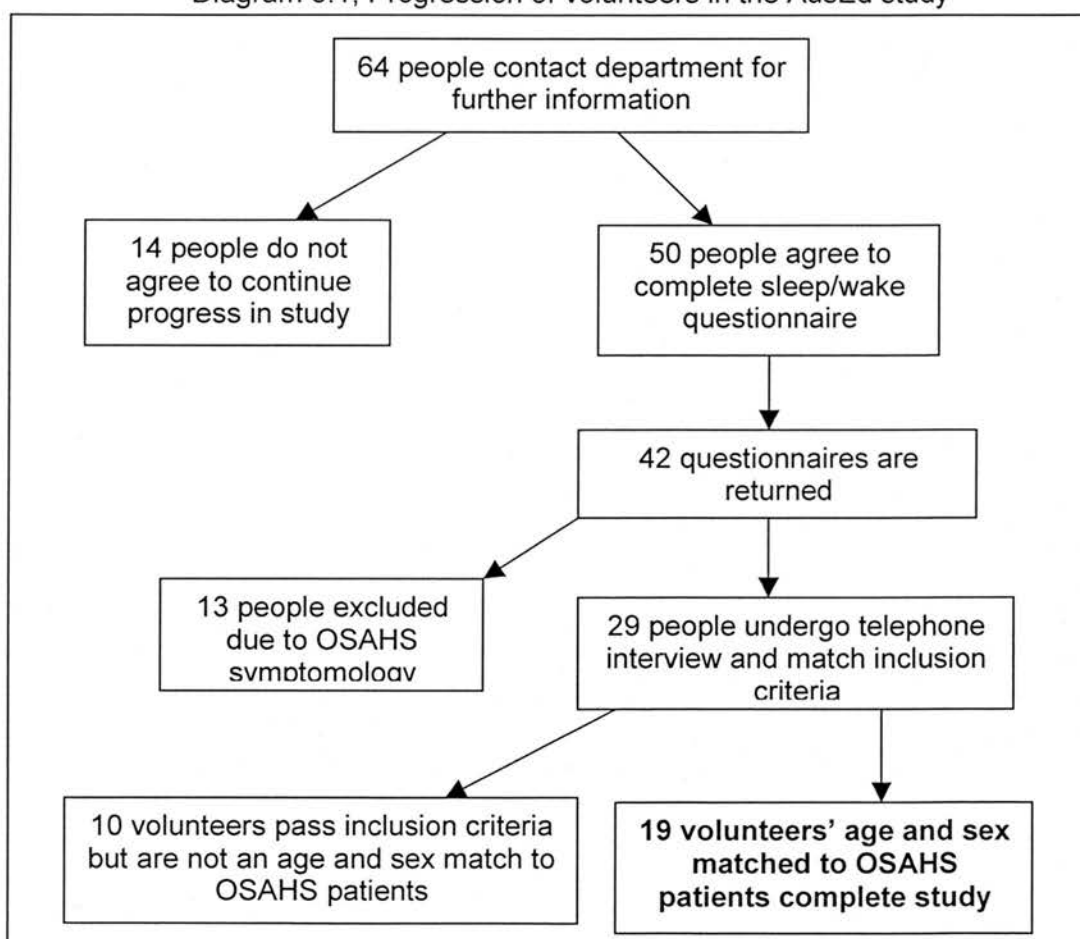 64 people contact department for
further information
14 people do not
agree to continue
progress in study
50 people agree to
complete sleep/wake
questionnaire
42 questionnaires are
returned
13 people excluded
due to OSAHS
symptomology
29 people undergo telephone
interview and match inclusion
criteria
10 volunteers pass inclusion criteria
but are not an age and sex match to
OSAHS patients
19 volunteers’ age and sex
matched to OSAHS
patients complete study